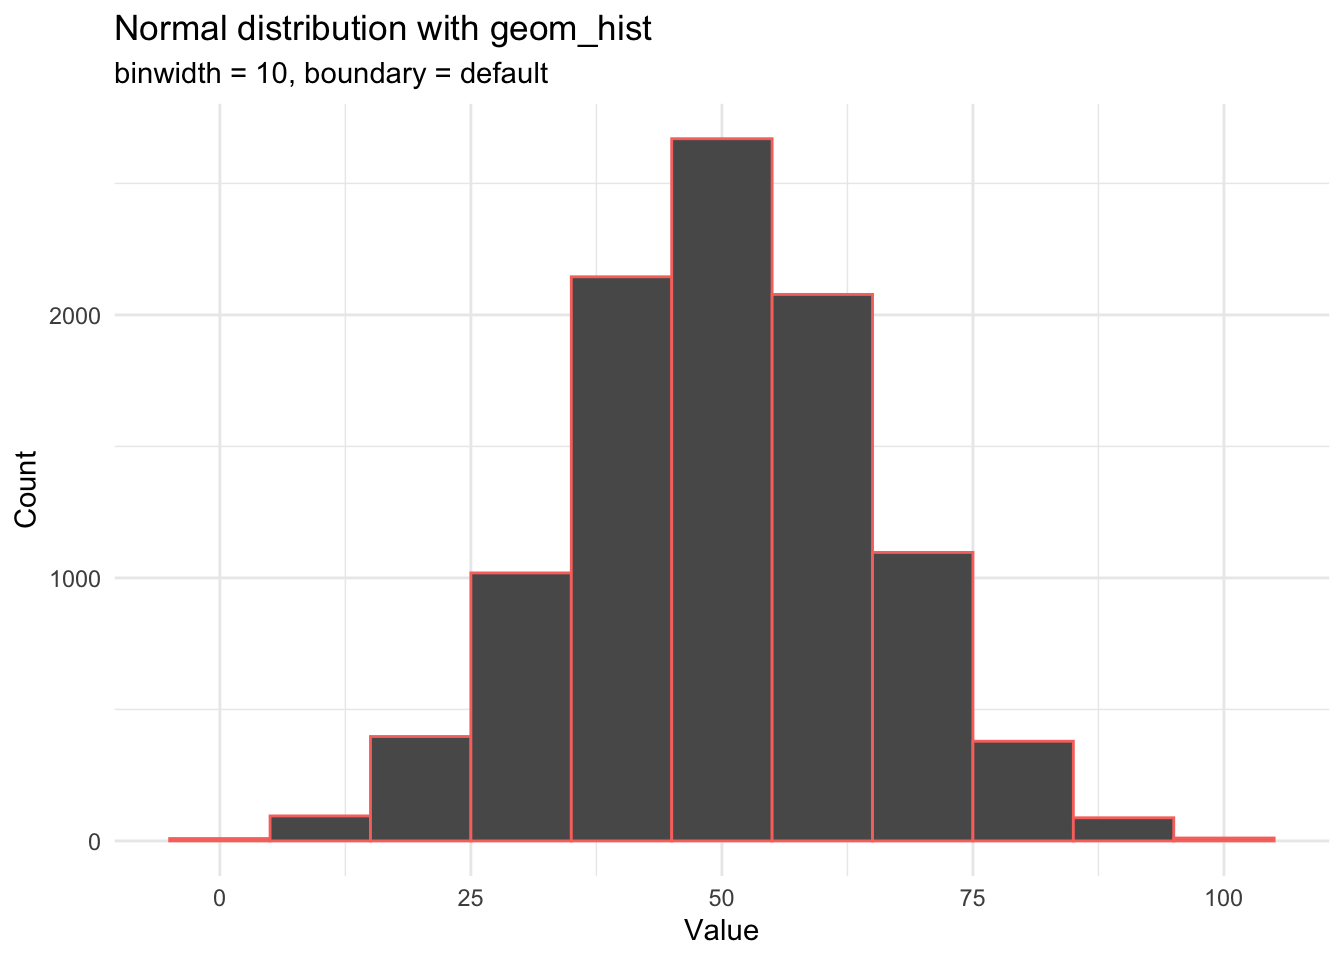 Normal distribution with geom_hist
binwidth = 10, boundary = default
Count
2000
1000
0
0 25 50 75 100
Value